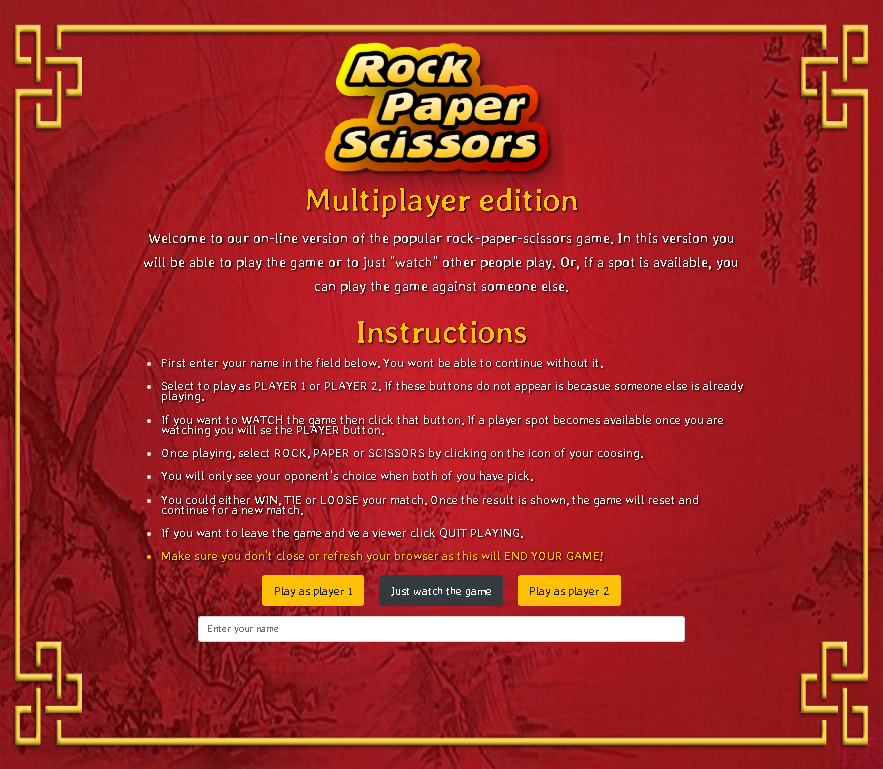 Rock
Paper
Scissors
Multiplayer edition
Welcome to our on-line version of the popular rock-paper-scissors game. In this version you
will be able to play the game or to just "watch" other people play. Or, if a spot is available, you
can play the game against someone else.
Instructions
First enter your name in the field below. You wont be able to continue without it.
Select to play as PLAYER 1 or PLAYER 2. If these buttons do not appear is becasue someone else is already
playing.
If you want to WATCH the game then click that button. If a player spot becomes available once you are
watching you will se the PLAYER button.
Once playing, select ROCK, PAPER or SCISSORS by clicking on the icon of your coosing.
You will only see your oponent's choice when both of you have pick.
You could either WIN, TIE or LOOSE your match. Once the result is shown, the game will reset and
continue for a new match.
If you want to leave the game and ve a viewer click QUIT PLAYING.
Make sure you don't close or refresh your browser as this will END YOUR GAME!
Play as player 1
Just watch the game
Play as player 2
Enter your name